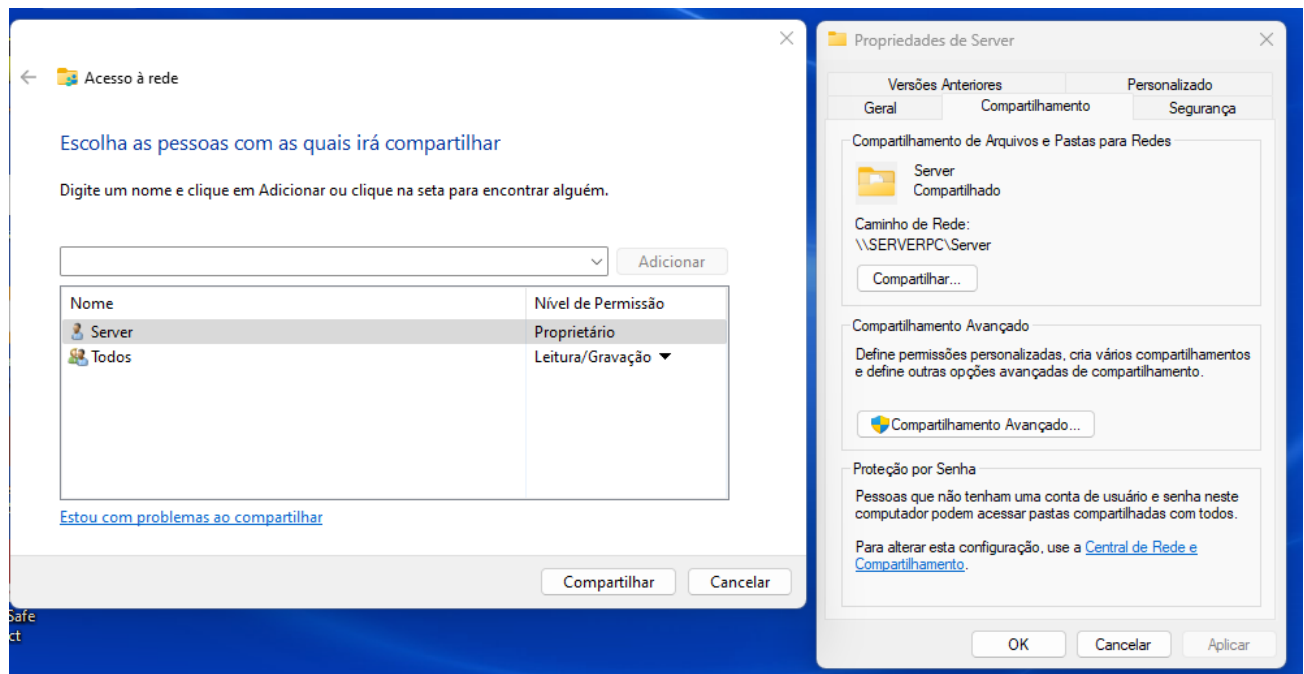 Acesso à rede
Escolha as pessoas com as quais irá compartilhar
Digite um nome e clique em Adicionar ou clique na seta para encontrar alguém.
Adicionar
Nome Nível de Permissão
Server Proprietário
Todos Leitura/Gravação
Estou com problemas ao compartilhar
Compartilhar Cancelar
Safe
ct
Propriedades de Server
Versões Anteriores Personalizado
Geral Compartilhamento Segurança
Compartilhamento de Arquivos e Pastas para Redes
Server
Compartilhado
Caminho de Rede:
\\SERVERPC\Server
Compartilhar...
Compartilhamento Avançado
Define permissões personalizadas, cria vários compartilhamentos
e define outras opções avançadas de compartilhamento.
Compartilhamento Avançado...
Proteção por Senha
Pessoas que não tenham uma conta de usuário e senha neste
computador podem acessar pastas compartilhadas com todos.
Para alterar esta configuração, use a Central de Rede e
Compartilhamento.
OK Cancelar Aplicar